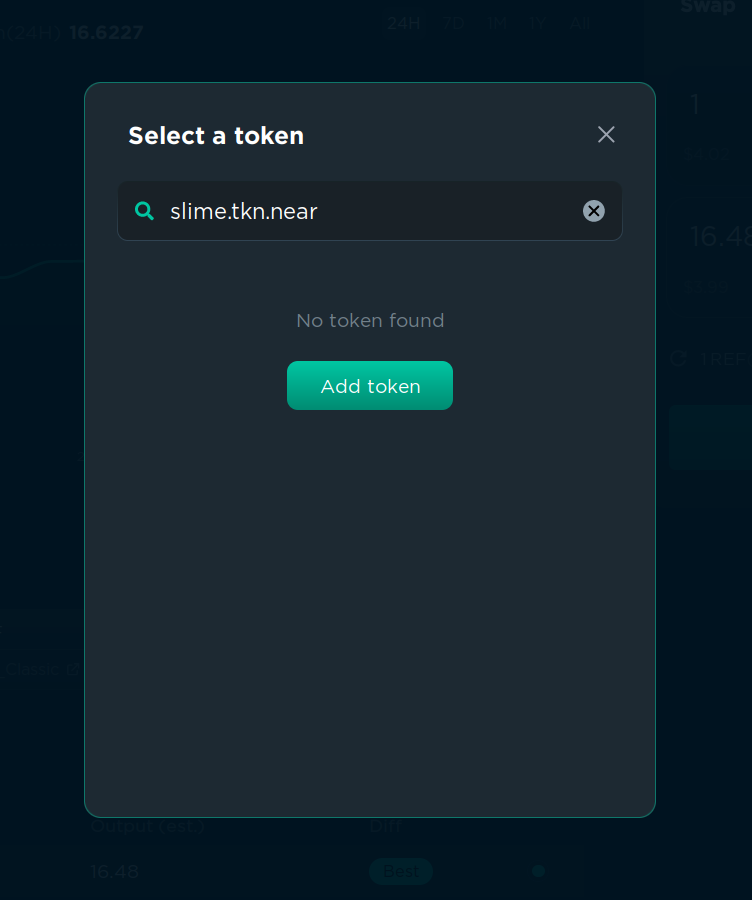 (24H) 16.6227
24H 7D 1M 1Y All
Swap
1
Select a token
slime.tkn.near
16.48
No token found
1 REF
Add token
Classic
Output (est.) Diff
16.48 Best